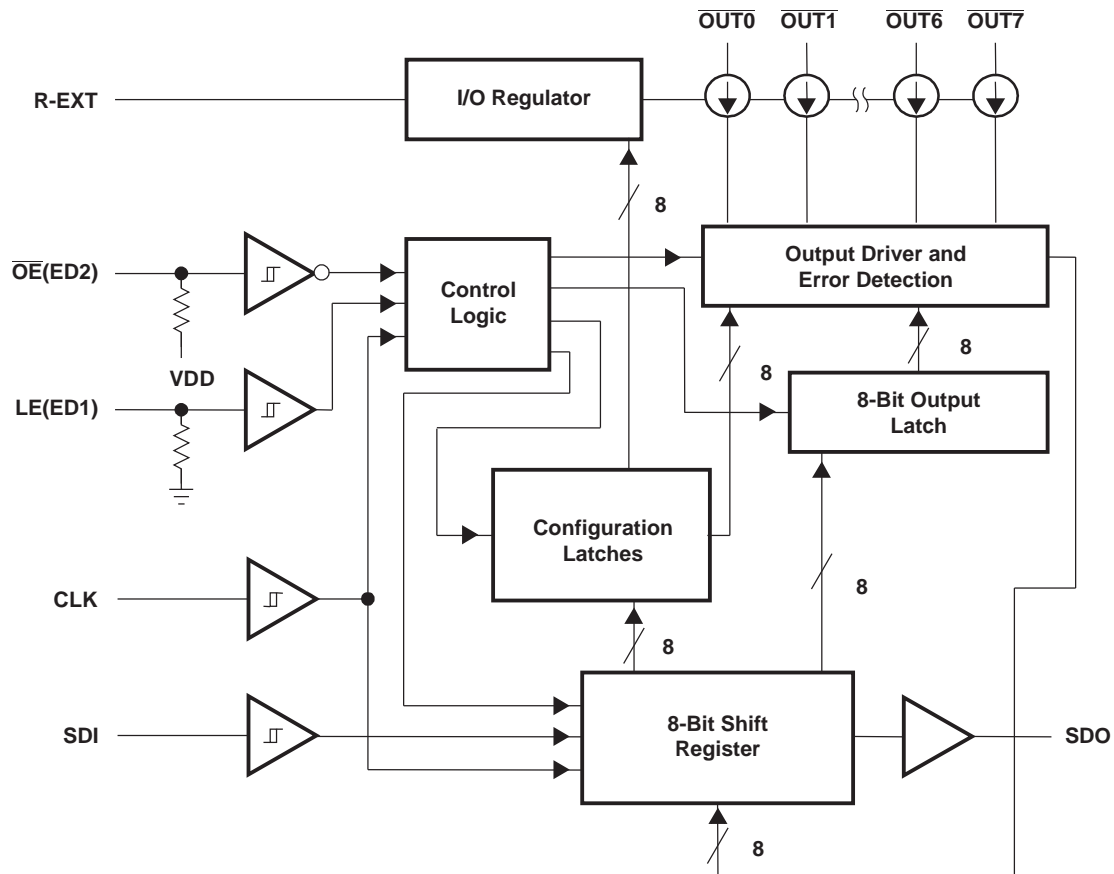 OUT0 OUT1 OUT6 OUT7
R-EXT
I/O Regulator
8
OE(ED2)
Control
Logic
Output Driver and
Error Detection
VDD
8
8
LE(ED1)
8-Bit Output
Latch
Configuration
Latches
CLK
8
8
SDI
8-Bit Shift
Register
SDO
8